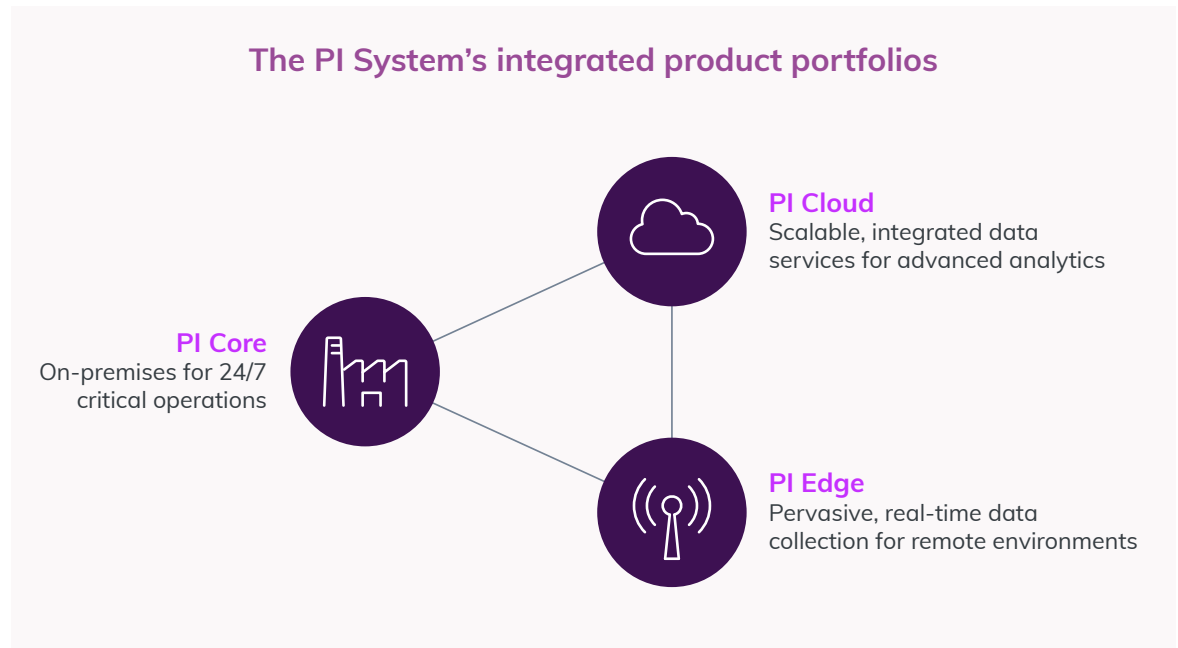 The PI System’s integrated product portfolios
PI Cloud
Scalable, integrated data
services for advanced analytics
PI Core
On-premises for 24/7
critical operations
PI Edge
Pervasive, real-time data
collection for remote environments